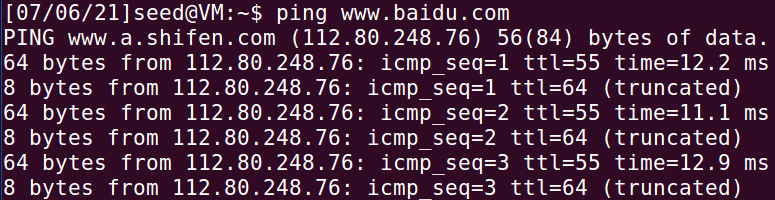 [07/06/21]seed@VM:~$ ping www.baidu.com
PING www.a.shifen.com (112.80.248.76) 56(84) bytes of data.
64 bytes from 112.80.248.76: icmp_seq=1 ttl=55 time=12.2 ms
8 bytes from 112.80.248.76: icmp_seq=1 ttl=64 (truncated)
64 bytes from 112.80.248.76: icmp_seq=2 ttl=55 time=11.1 ms
8 bytes from 112.80.248.76: icmp_seq=2 ttl=64 (truncated)
64 bytes from 112.80.248.76: icmp_seq=3 ttl=55 time=12.9 ms
8 bytes from 112.80.248.76: icmp_seq=3 ttl=64 (truncated)